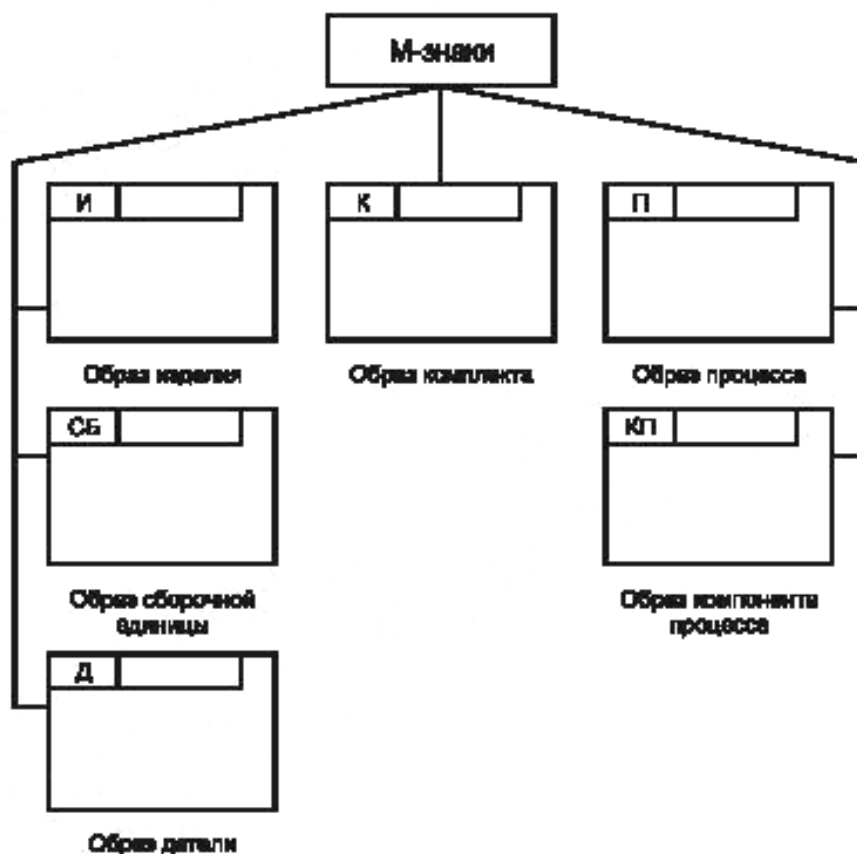 М-знаки
И
К
П
Образ изделия
Образ комплекта
Образ процесса
СБ
КП
Образ сборочной
единицы
Образ компонента
процесса
Д
Образ детали